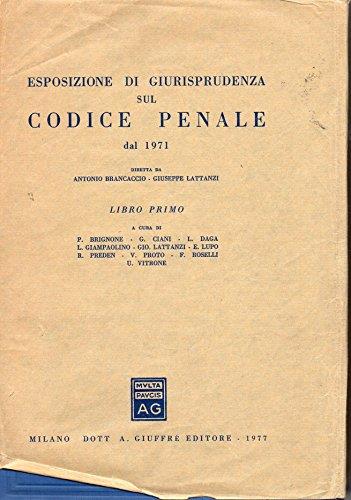 ESPOSIZIONE DI GIURISPRUDENZA
SUL
CODICE PENALE
dal 1971
DIRETTA DA
ANTONIO BRANCACCIO - GIUSEPPE LATTANZI
LIBRO PRIMO
A CURA DI
P. BRIGNONE - G. CIANI - L. DAGA
L. GIAMPAOLINO - GIO. LATTANZI - E. LUPO
R. PREDEN - V. PROTO - F. ROSELLI
U. VITRONE
MVLTA
PAVCIS
AG
MILANO DOTT A. GIUFFRÈ EDITORE - 1977